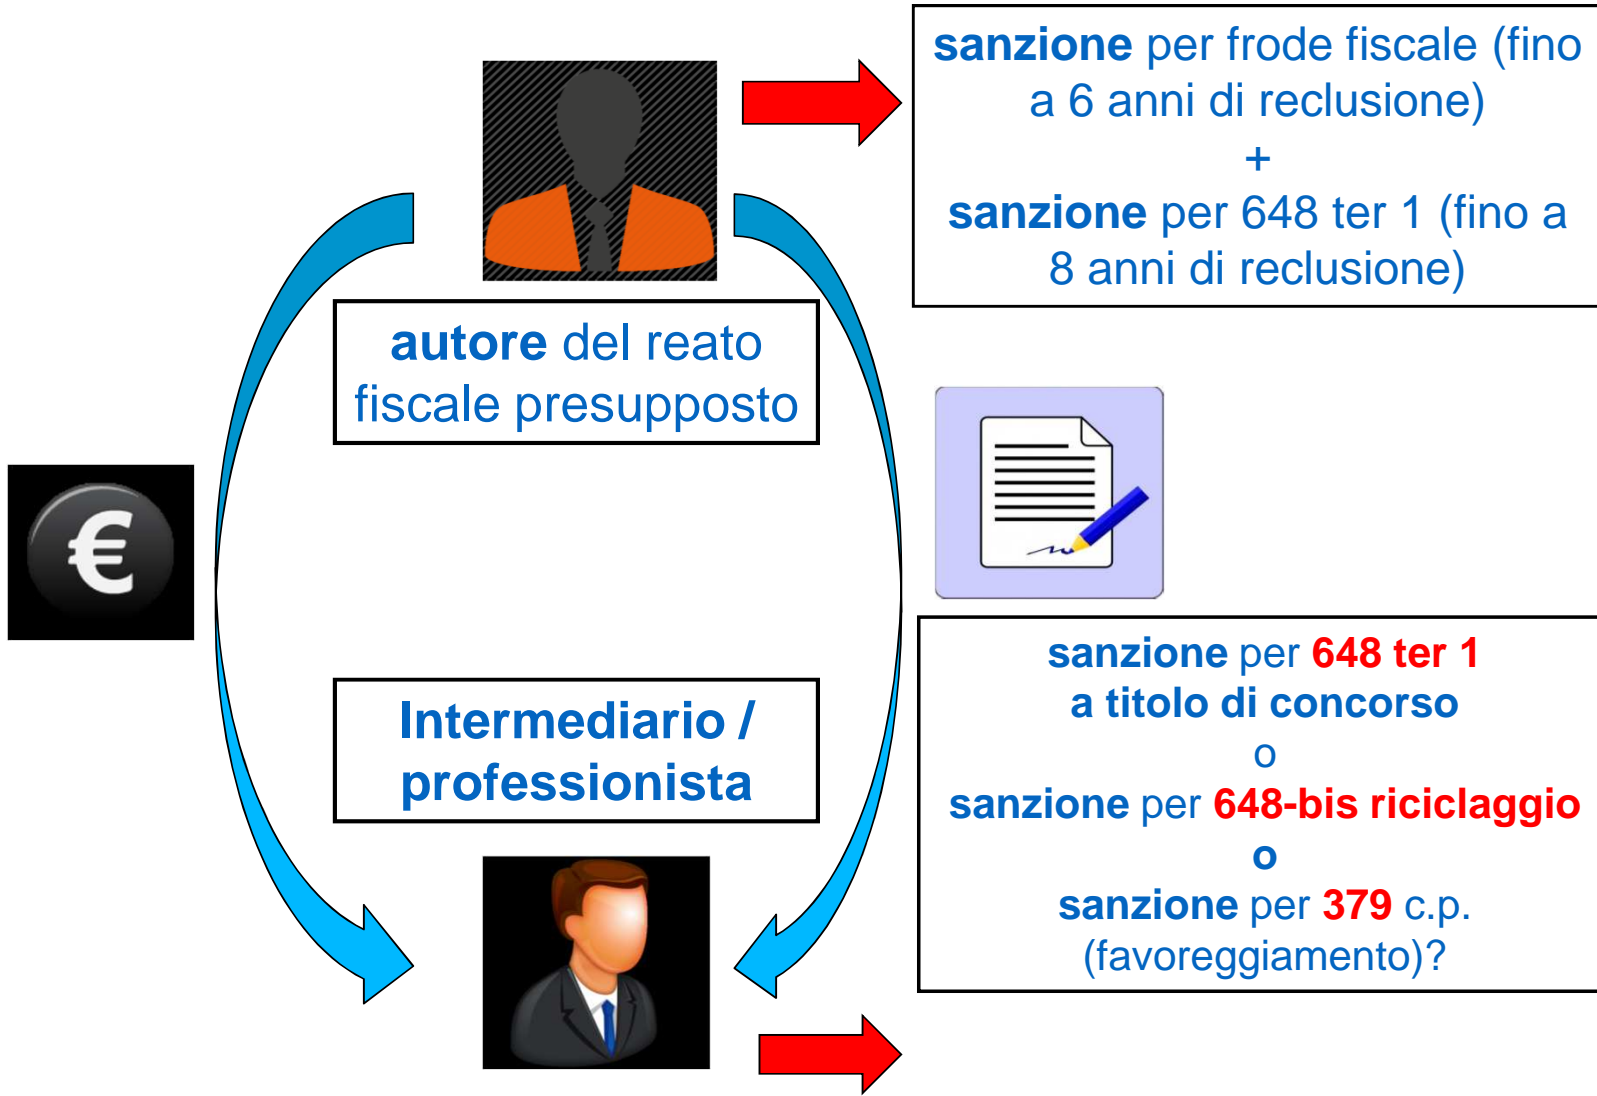 sanzione per frode fiscale (fino
a 6 anni di reclusione)
+
sanzione per 648 ter 1 (fino a
8 anni di reclusione)
autore del reato
fiscale presupposto
€
Intermediario /
professionista
sanzione per 648 ter 1
a titolo di concorso
o
sanzione per 648-bis riciclaggio
o
sanzione per 379 c.p.
(favoreggiamento)?